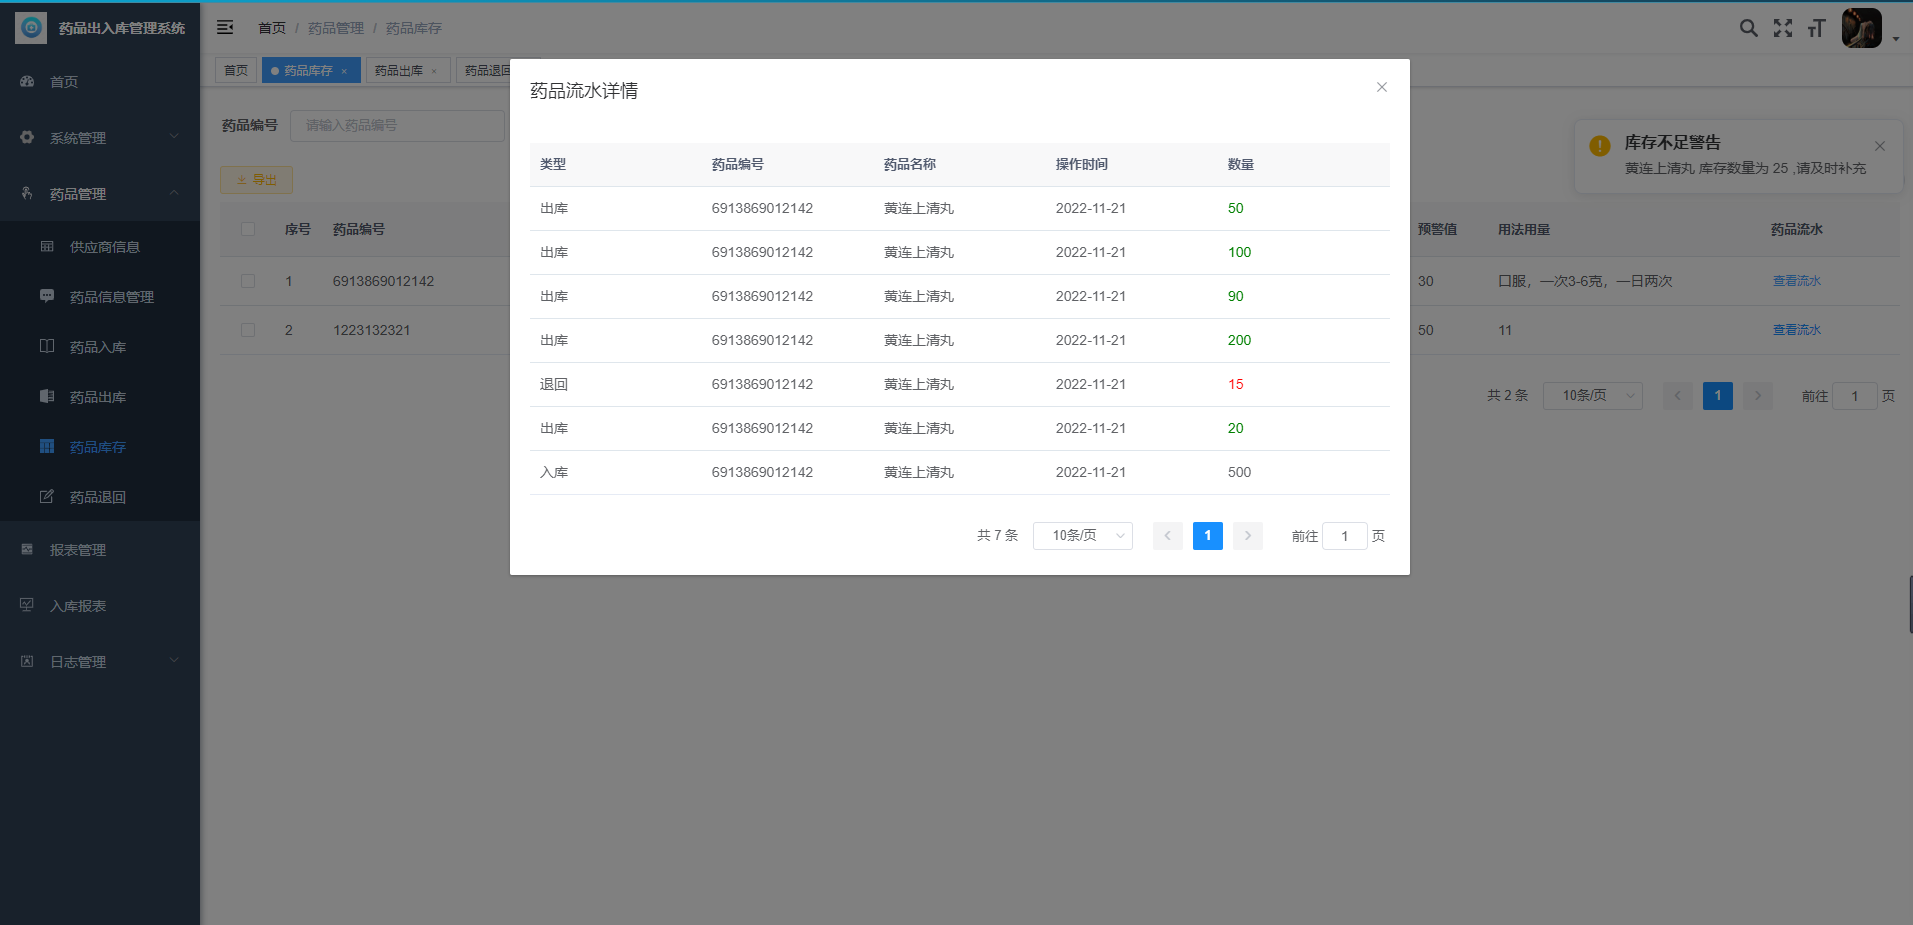 药品出入库管理系统
首页 / 药品管理 / 药品库存
首页
药品库存 ×
药品出库 ×
药品退回
首页
系统管理
药品管理
供应商信息
药品信息管理
药品入库
药品出库
药品库存
药品退回
报表管理
入库报表
日志管理
药品编号 请输入药品编号
导出
序号 药品编号 预警值 用法用量 药品流水
1 6913869012142 30 口服，一次3-6克，一日两次 查看流水
2 1223132321 50 11 查看流水
共 2 条 10条/页 1 前往 1 页
库存不足警告
黄连上清丸 库存数量为 25 ,请及时补充
药品流水详情
类型 药品编号 药品名称 操作时间 数量
出库 6913869012142 黄连上清丸 2022-11-21 50
出库 6913869012142 黄连上清丸 2022-11-21 100
出库 6913869012142 黄连上清丸 2022-11-21 90
出库 6913869012142 黄连上清丸 2022-11-21 200
退回 6913869012142 黄连上清丸 2022-11-21 15
出库 6913869012142 黄连上清丸 2022-11-21 20
入库 6913869012142 黄连上清丸 2022-11-21 500
共 7 条 10条/页 1 前往 1 页